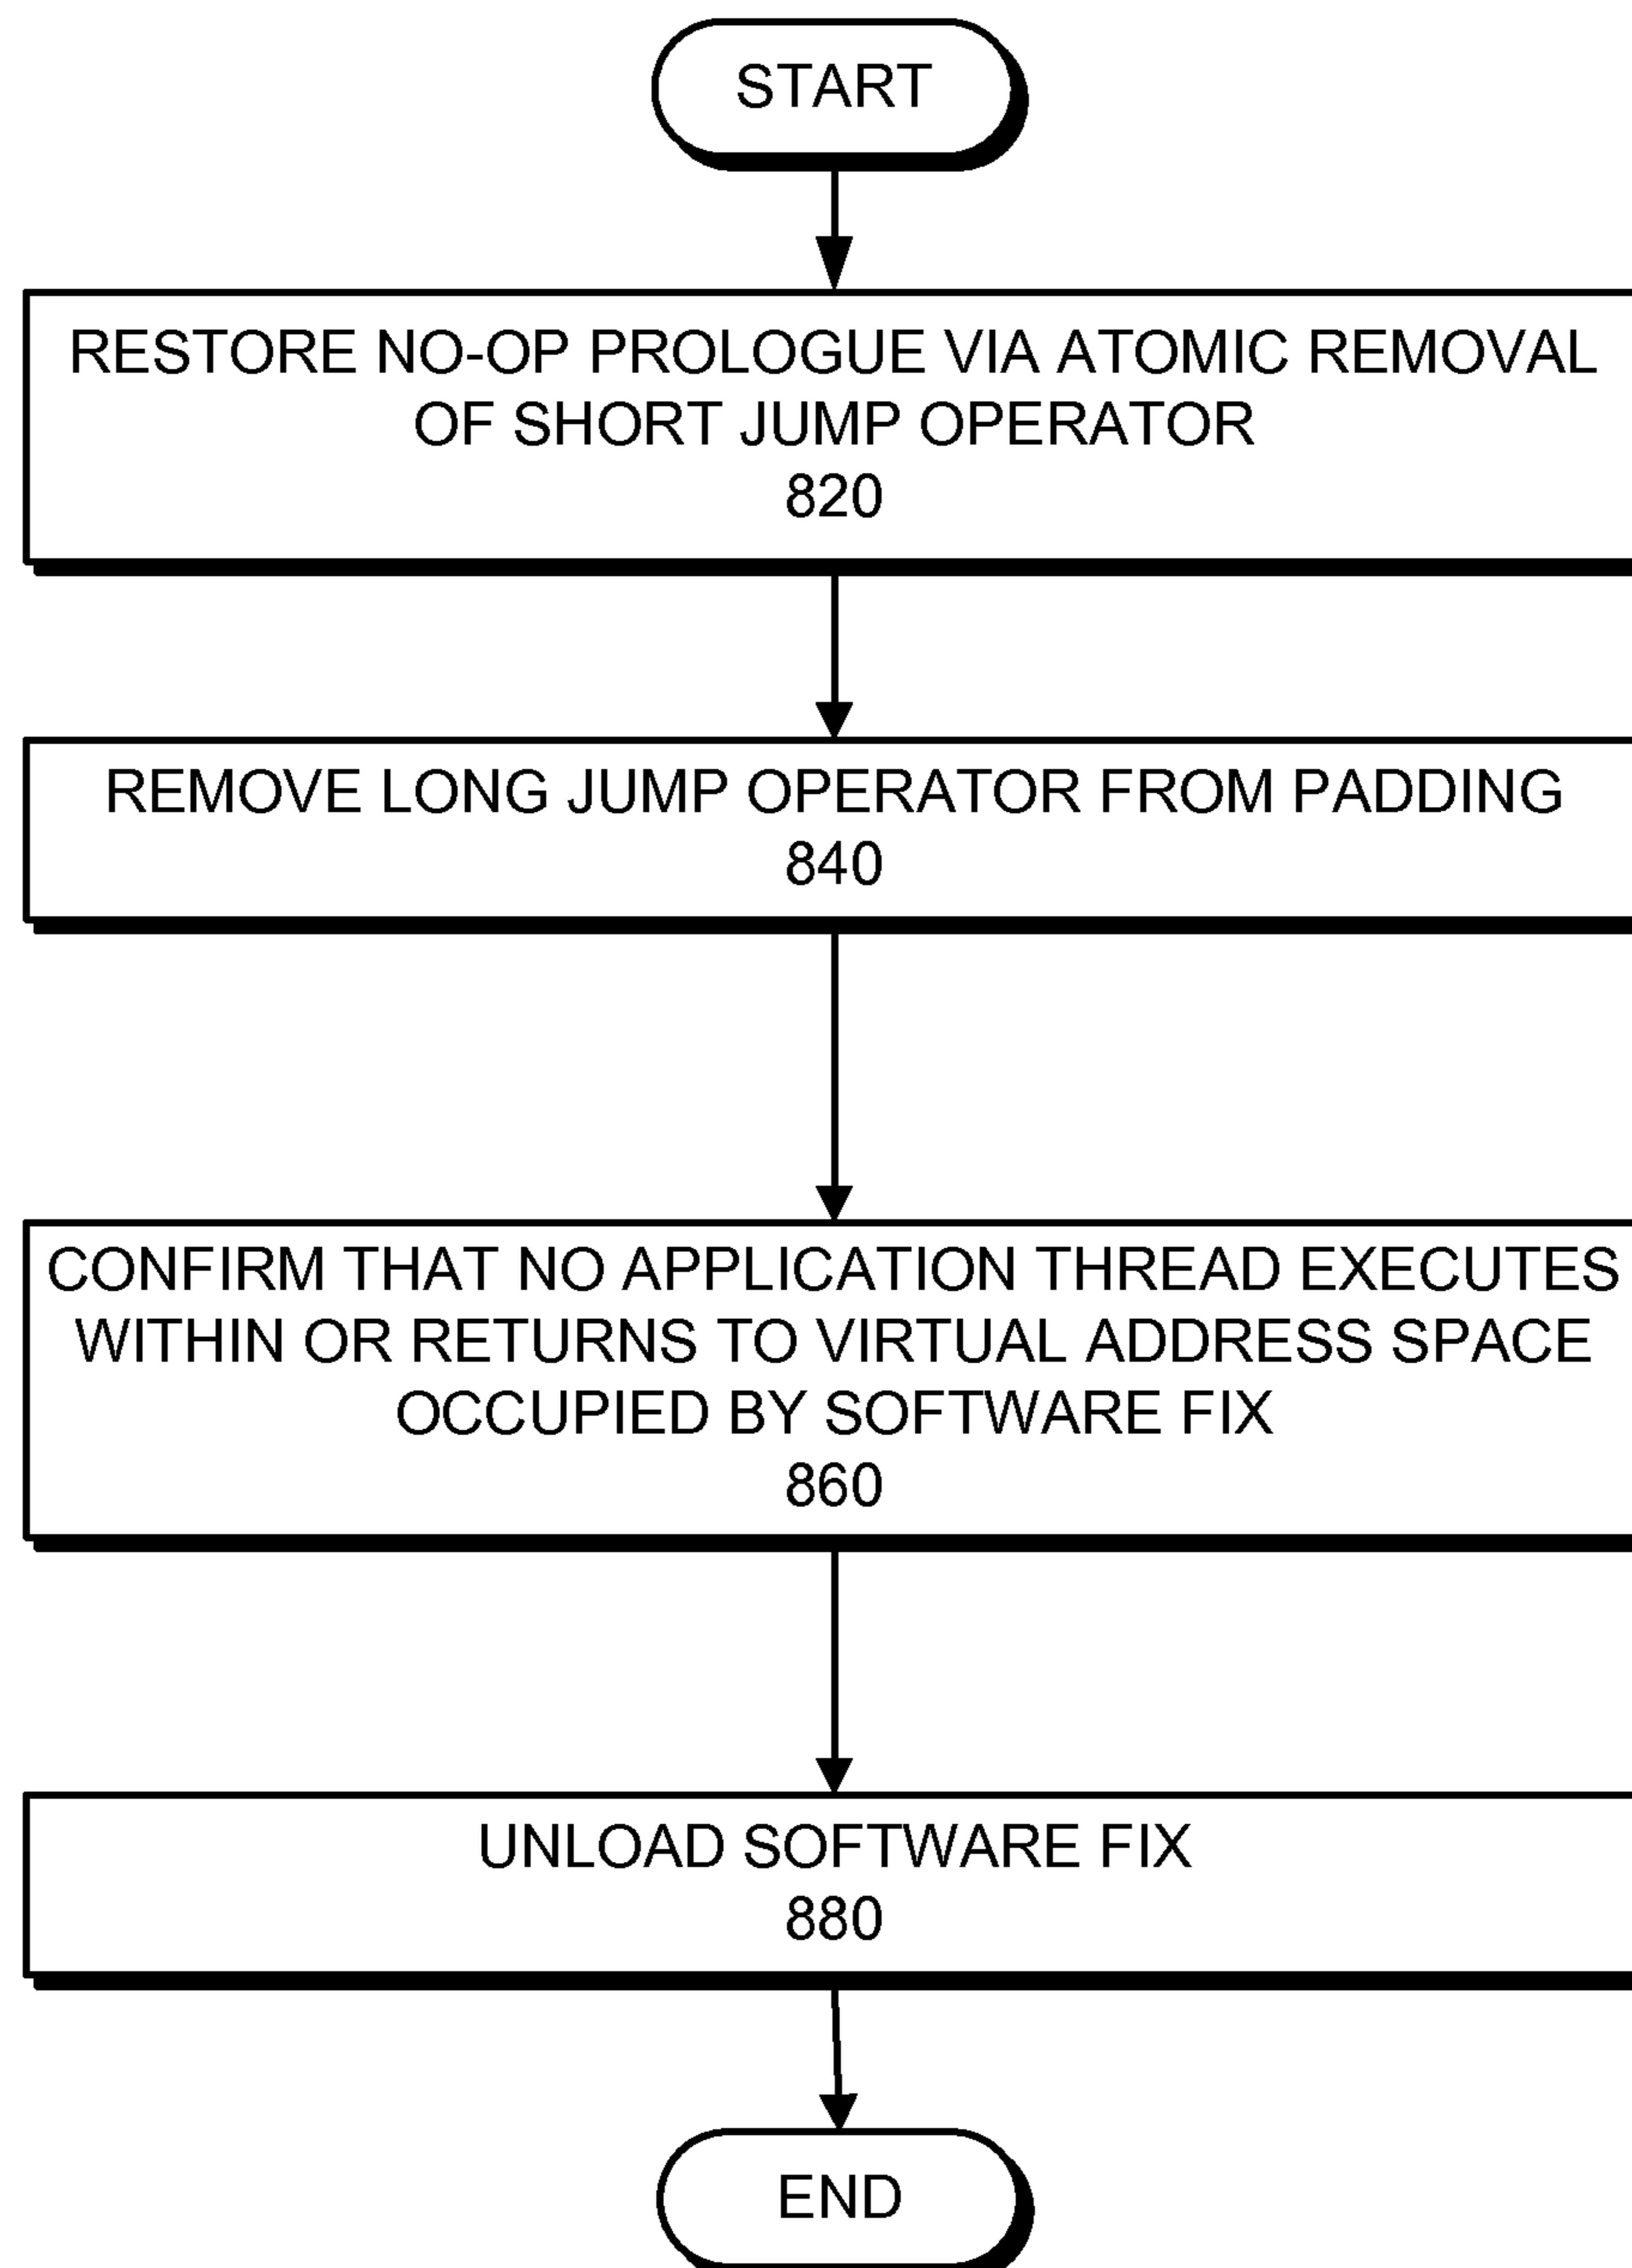 START
RESTORE NO-OP PROLOGUE VIA ATOMIC REMOVAL
OF SHORT JUMP OPERATOR
820
REMOVE LONG JUMP OPERATOR FROM PADDING
840
CONFIRM THAT NO APPLICATION THREAD EXECUTES
WITHIN OR RETURNS TO VIRTUAL ADDRESS SPACE
OCCUPIED BY SOFTWARE FIX
860
UNLOAD SOFTWARE FIX
880
END